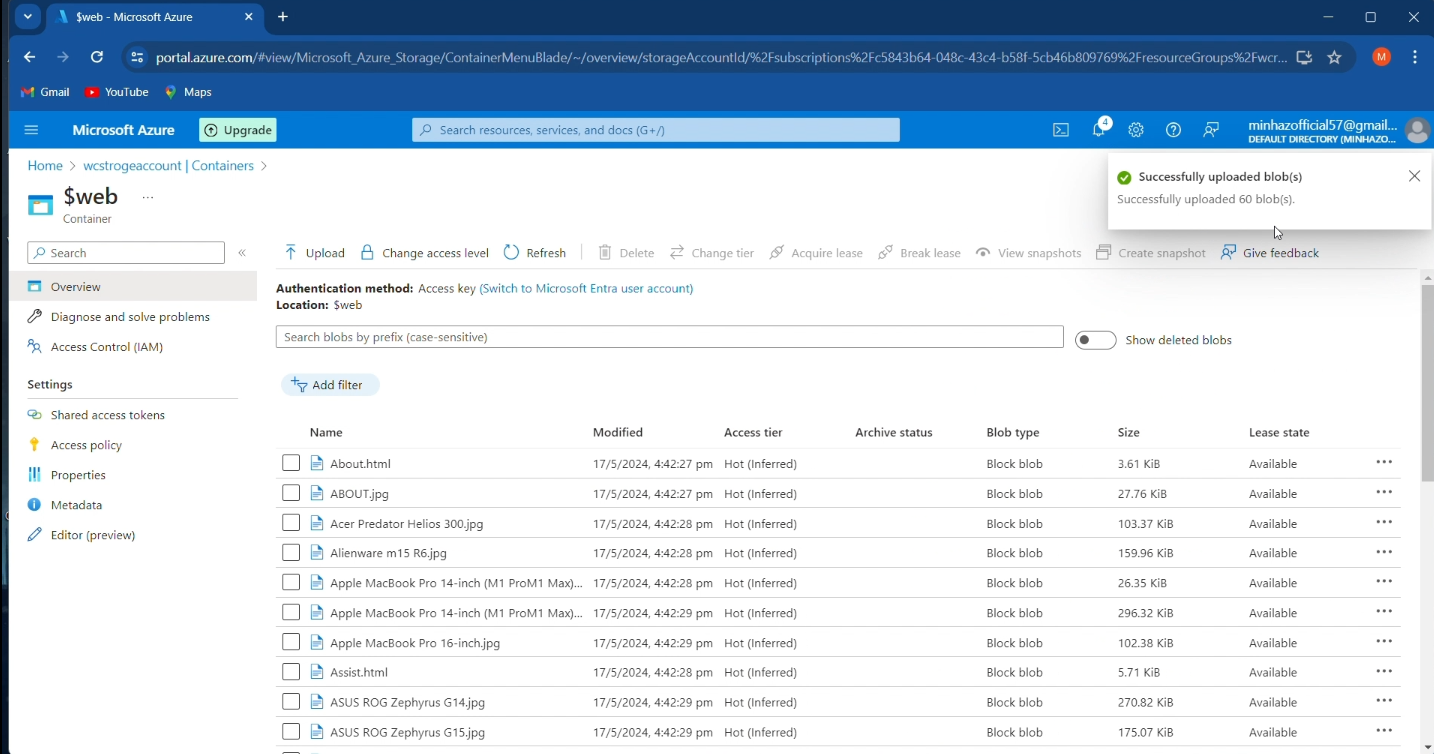 $web - Microsoft Azure
portal.azure.com/#view/Microsoft_Azure_Storage/ContainerMenuBlade/~/overview/storageAccountId/%2Fsubscriptions%2Fc5843b64-048c-43c4-b58f-5cb46b809769%2FresourceGroups%2Fwcr...
M
Gmail YouTube Maps
Microsoft Azure Upgrade Search resources, services, and docs (G+/) 4 minhazofficial57@gmail...
DEFAULT DIRECTORY (MINHAZO...
Home > wcstrogeaccount | Containers >
Successfully uploaded blob(s)
Successfully uploaded 60 blob(s).
$web ...
Container
Search
Upload Change access level Refresh Delete Change tier Acquire lease Break lease View snapshots Create snapshot Give feedback
Overview
Diagnose and solve problems
Access Control (IAM)
Settings
Shared access tokens
Access policy
Properties
Metadata
Editor (preview)
Authentication method: Access key (Switch to Microsoft Entra user account)
Location: $web
Search blobs by prefix (case-sensitive)
Show deleted blobs
Add filter
Name Modified Access tier Archive status Blob type Size Lease state
About.html 17/5/2024, 4:42:27 pm Hot (Inferred) Block blob 3.61 KiB Available ...
ABOUT.jpg 17/5/2024, 4:42:27 pm Hot (Inferred) Block blob 27.76 KiB Available ...
Acer Predator Helios 300.jpg 17/5/2024, 4:42:28 pm Hot (Inferred) Block blob 103.37 KiB Available ...
Alienware m15 R6.jpg 17/5/2024, 4:42:28 pm Hot (Inferred) Block blob 159.96 KiB Available ...
Apple MacBook Pro 14-inch (M1 ProM1 Max)... 17/5/2024, 4:42:28 pm Hot (Inferred) Block blob 26.35 KiB Available ...
Apple MacBook Pro 14-inch (M1 ProM1 Max)... 17/5/2024, 4:42:29 pm Hot (Inferred) Block blob 296.32 KiB Available ...
Apple MacBook Pro 16-inch.jpg 17/5/2024, 4:42:29 pm Hot (Inferred) Block blob 102.38 KiB Available ...
Assist.html 17/5/2024, 4:42:28 pm Hot (Inferred) Block blob 5.71 KiB Available ...
ASUS ROG Zephyrus G14.jpg 17/5/2024, 4:42:29 pm Hot (Inferred) Block blob 270.82 KiB Available ...
ASUS ROG Zephyrus G15.jpg 17/5/2024, 4:42:29 pm Hot (Inferred) Block blob 175.07 KiB Available ...